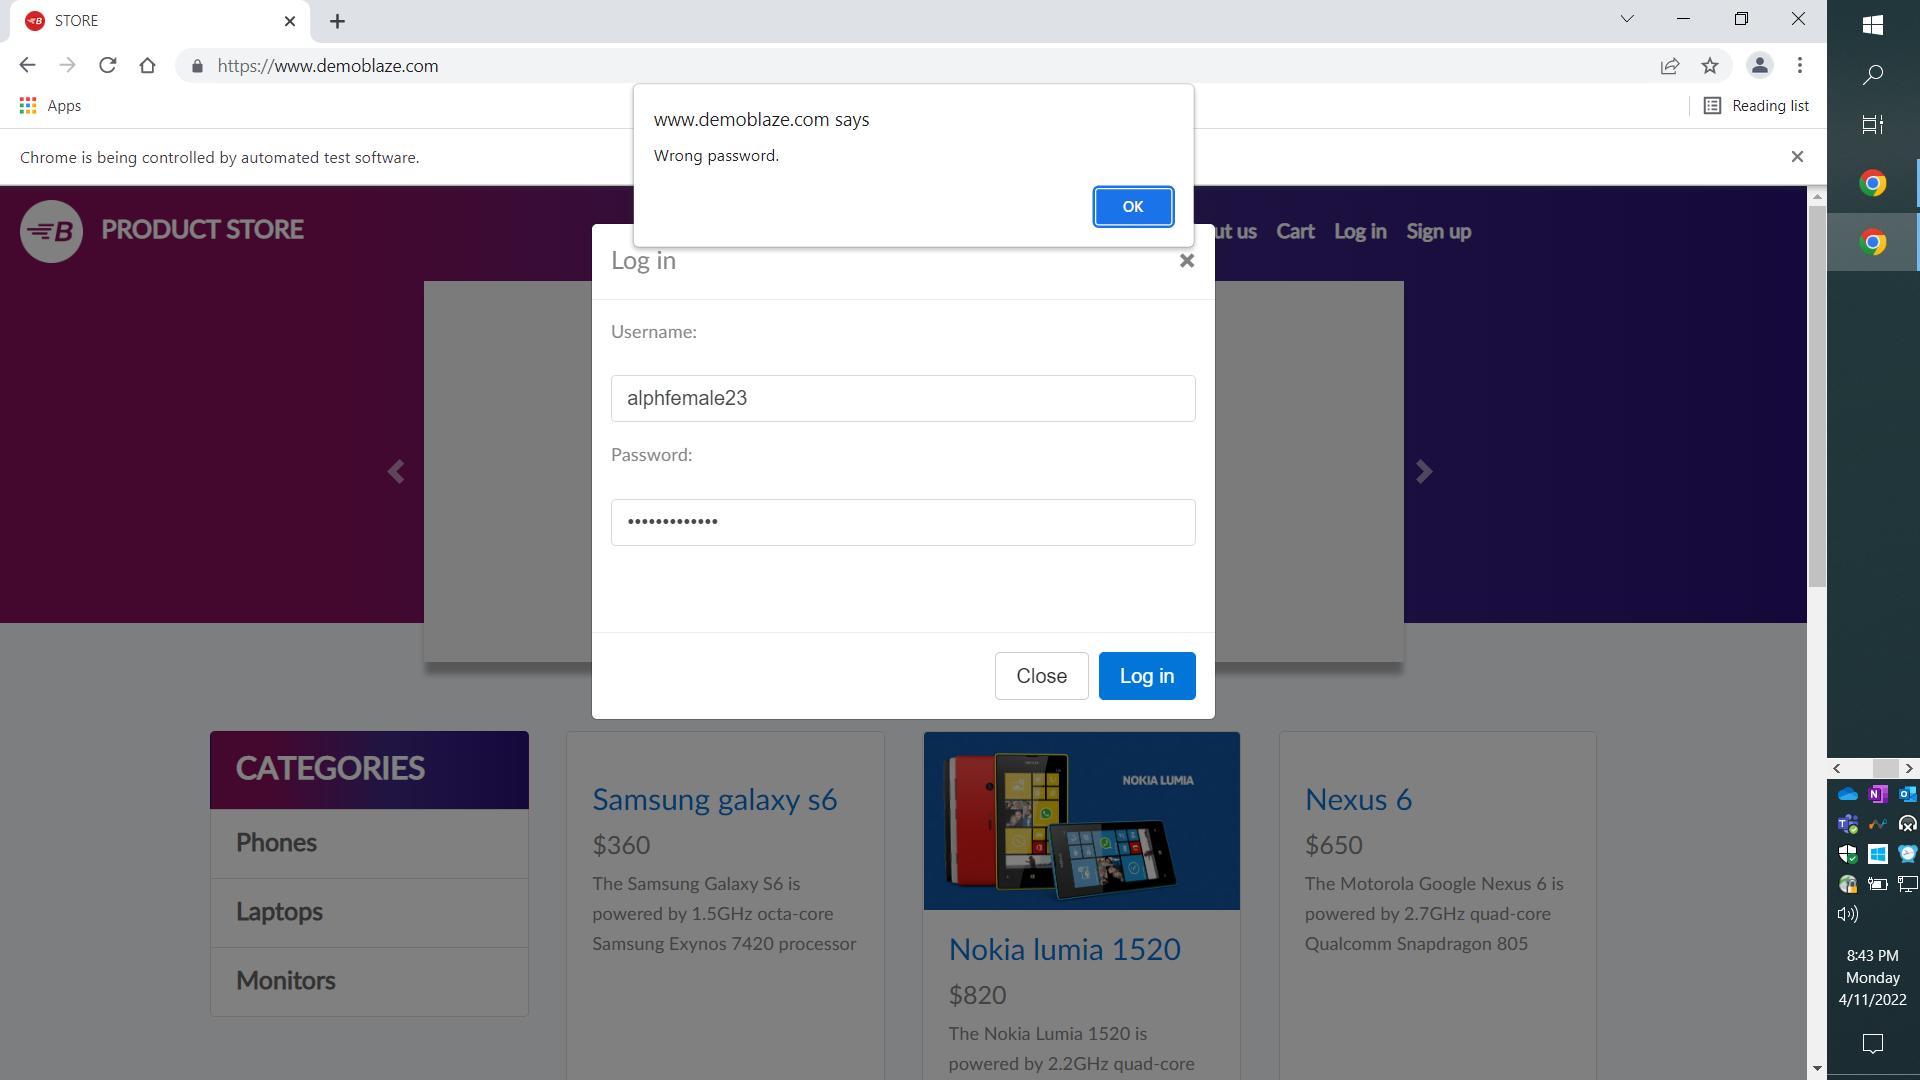 STORE
https://www.demoblaze.com
Apps
Reading list
Chrome is being controlled by automated test software.
www.demoblaze.com says
Wrong password.
OK
B PRODUCT STORE
ut us Cart Log in Sign up
Log in
Username:
alphfemale23
Password:
•••••••••••••
Close Log in
CATEGORIES
Phones
Laptops
Monitors
Samsung galaxy s6
$360
The Samsung Galaxy S6 is
powered by 1.5GHz octa-core
Samsung Exynos 7420 processor
NOKIA LUMIA
Nokia lumia 1520
$820
The Nokia Lumia 1520 is
powered by 2.2GHz quad-core
Nexus 6
$650
The Motorola Google Nexus 6 is
powered by 2.7GHz quad-core
Qualcomm Snapdragon 805
8:43 PM
Monday
4/11/2022